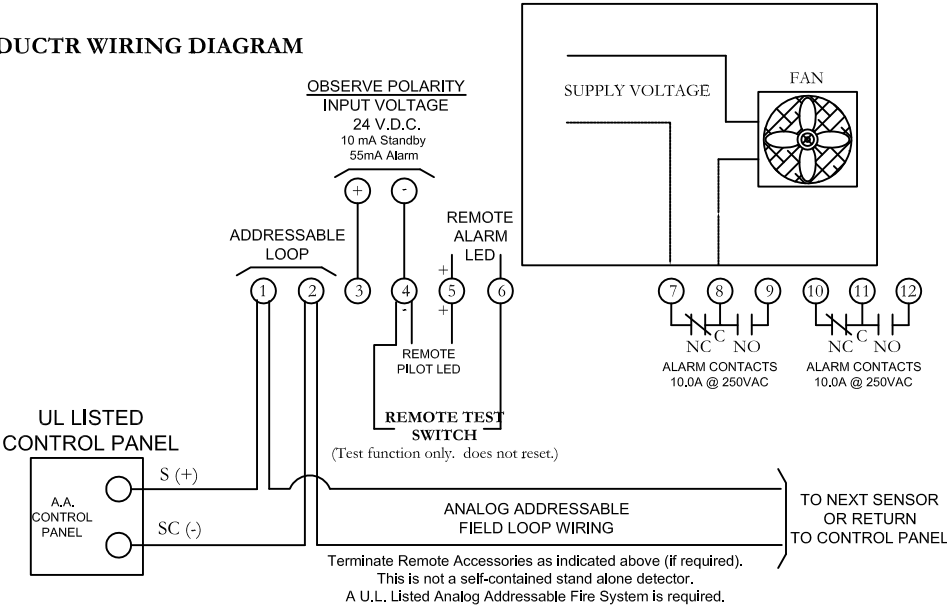 DUCTR WIRING DIAGRAM
OBSERVE POLARITY
INPUT VOLTAGE
24 V.D.C.
10 mA Standby
55mA Alarm
+
-
SUPPLY VOLTAGE
FAN
ADDRESSABLE
LOOP
REMOTE
ALARM
LED
+
1
2
3
4
5
6
7
8
9
10
11
12
-
+
REMOTE
PILOT LED
NC
C
NO
ALARM CONTACTS
10.0A @ 250VAC
NC
C
NO
ALARM CONTACTS
10.0A @ 250VAC
REMOTE TEST
SWITCH
(Test function only. does not reset.)
UL LISTED
CONTROL PANEL
A.A.
CONTROL
PANEL
S (+)
SC (-)
ANALOG ADDRESSABLE
FIELD LOOP WIRING
TO NEXT SENSOR
OR RETURN
TO CONTROL PANEL
Terminate Remote Accessories as indicated above (if required).
This is not a self-contained stand alone detector.
A U.L. Listed Analog Addressable Fire System is required.